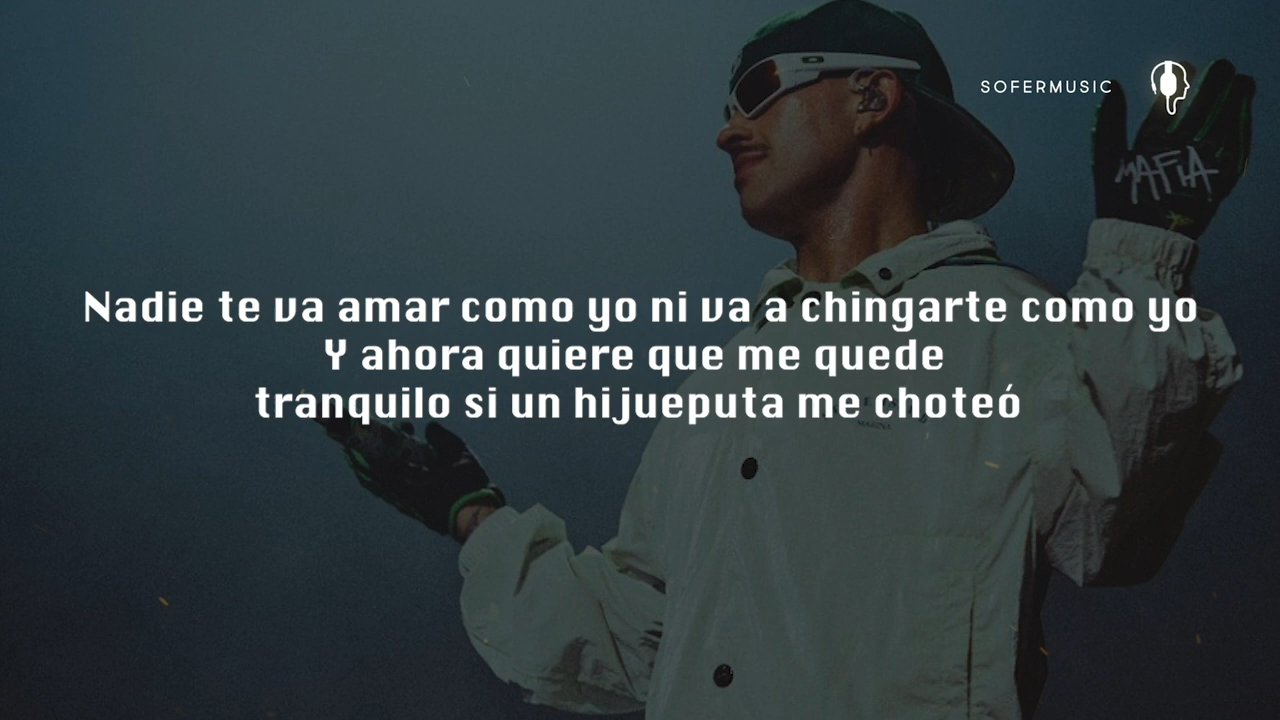 SOFERMUSIC
MAFIA
Nadie te va amar como yo ni va a chingarte como yo
Y ahora quiere que me quede
tranquilo si un hijueputa me choteó
MARINA